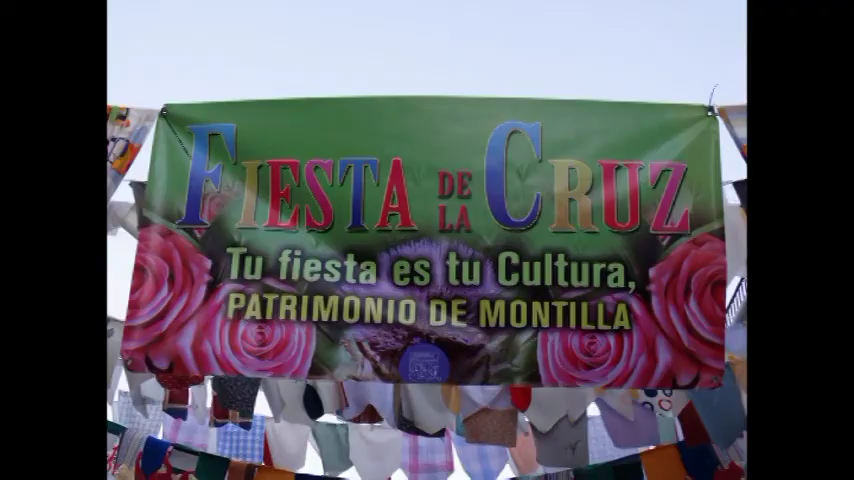 FIESTA DE LA CRUZ
Tu fiesta es tu Cultura,
PATRIMONIO DE MONTILLA